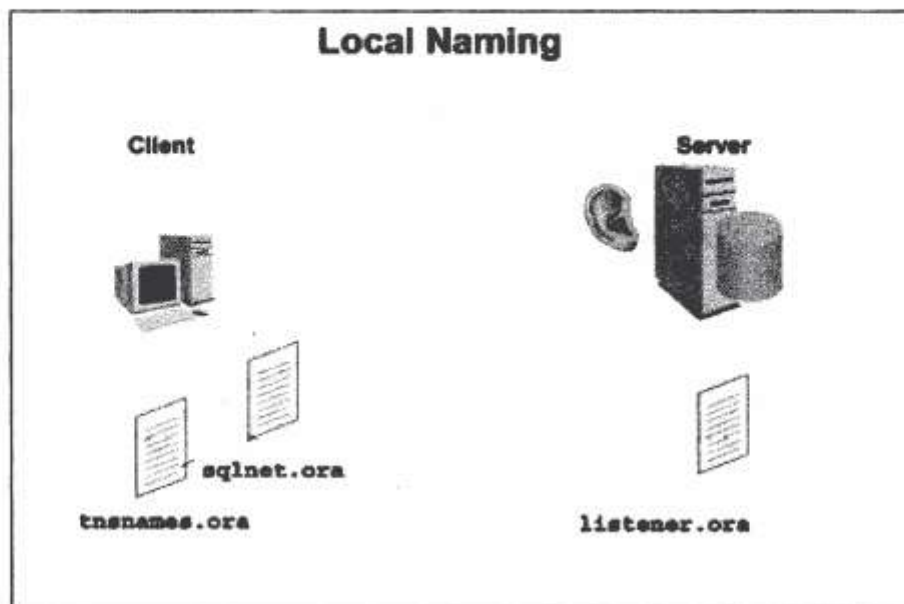 Local Naming
Client
Server
sqlnet.ora
tnsnames.ora
listener.ora